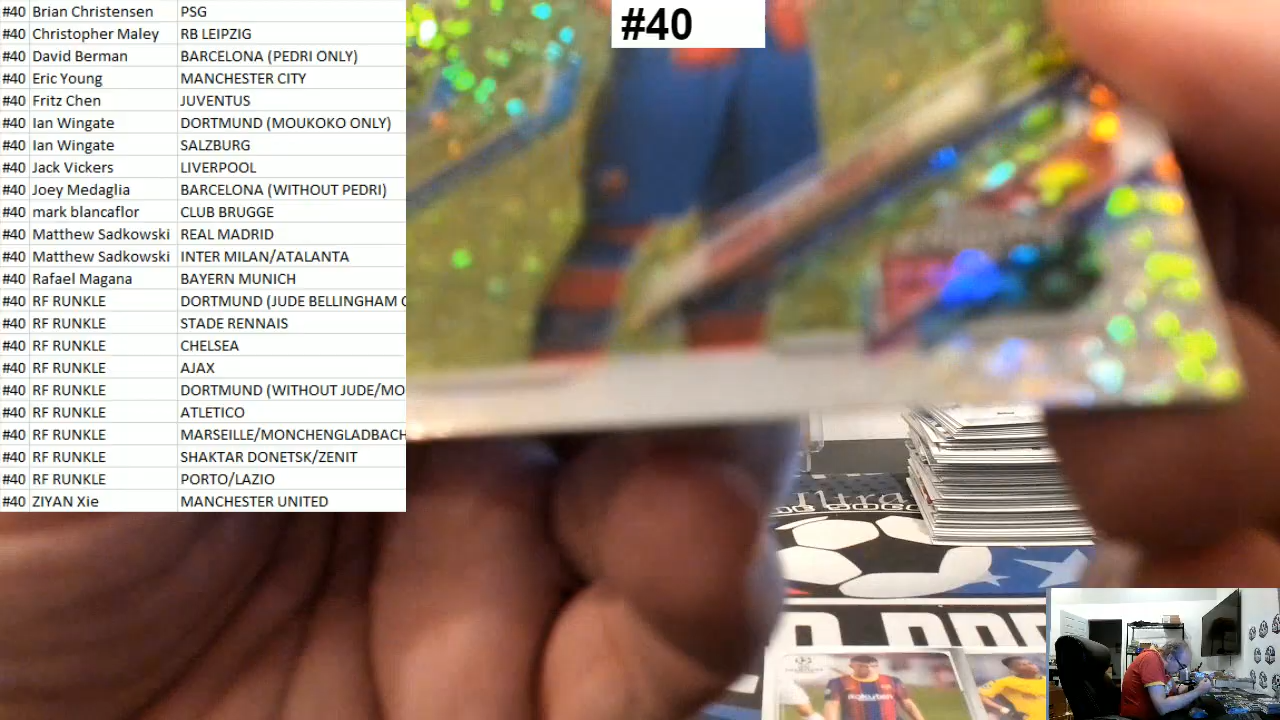 #40 Brian Christensen PSG
#40 Christopher Maley RB LEIPZIG
#40 David Berman BARCELONA (PEDRI ONLY)
#40 Eric Young MANCHESTER CITY
#40 Fritz Chen JUVENTUS
#40 Ian Wingate DORTMUND (MOUKOKO ONLY)
#40 Ian Wingate SALZBURG
#40 Jack Vickers LIVERPOOL
#40 Joey Medaglia BARCELONA (WITHOUT PEDRI)
#40 mark blancaflor CLUB BRUGGE
#40 Matthew Sadkowski REAL MADRID
#40 Matthew Sadkowski INTER MILAN/ATALANTA
#40 Rafael Magana BAYERN MUNICH
#40 RF RUNKLE DORTMUND (JUDE BELLINGHAM
#40 RF RUNKLE STADE RENNAIS
#40 RF RUNKLE CHELSEA
#40 RF RUNKLE AJAX
#40 RF RUNKLE DORTMUND (WITHOUT JUDE/MO
#40 RF RUNKLE ATLETICO
#40 RF RUNKLE MARSEILLE/MONCHENGLADBACH
#40 RF RUNKLE SHAKTAR DONETSK/ZENIT
#40 RF RUNKLE PORTO/LAZIO
#40 ZIYAN Xie MANCHESTER UNITED
#40
Rakuten